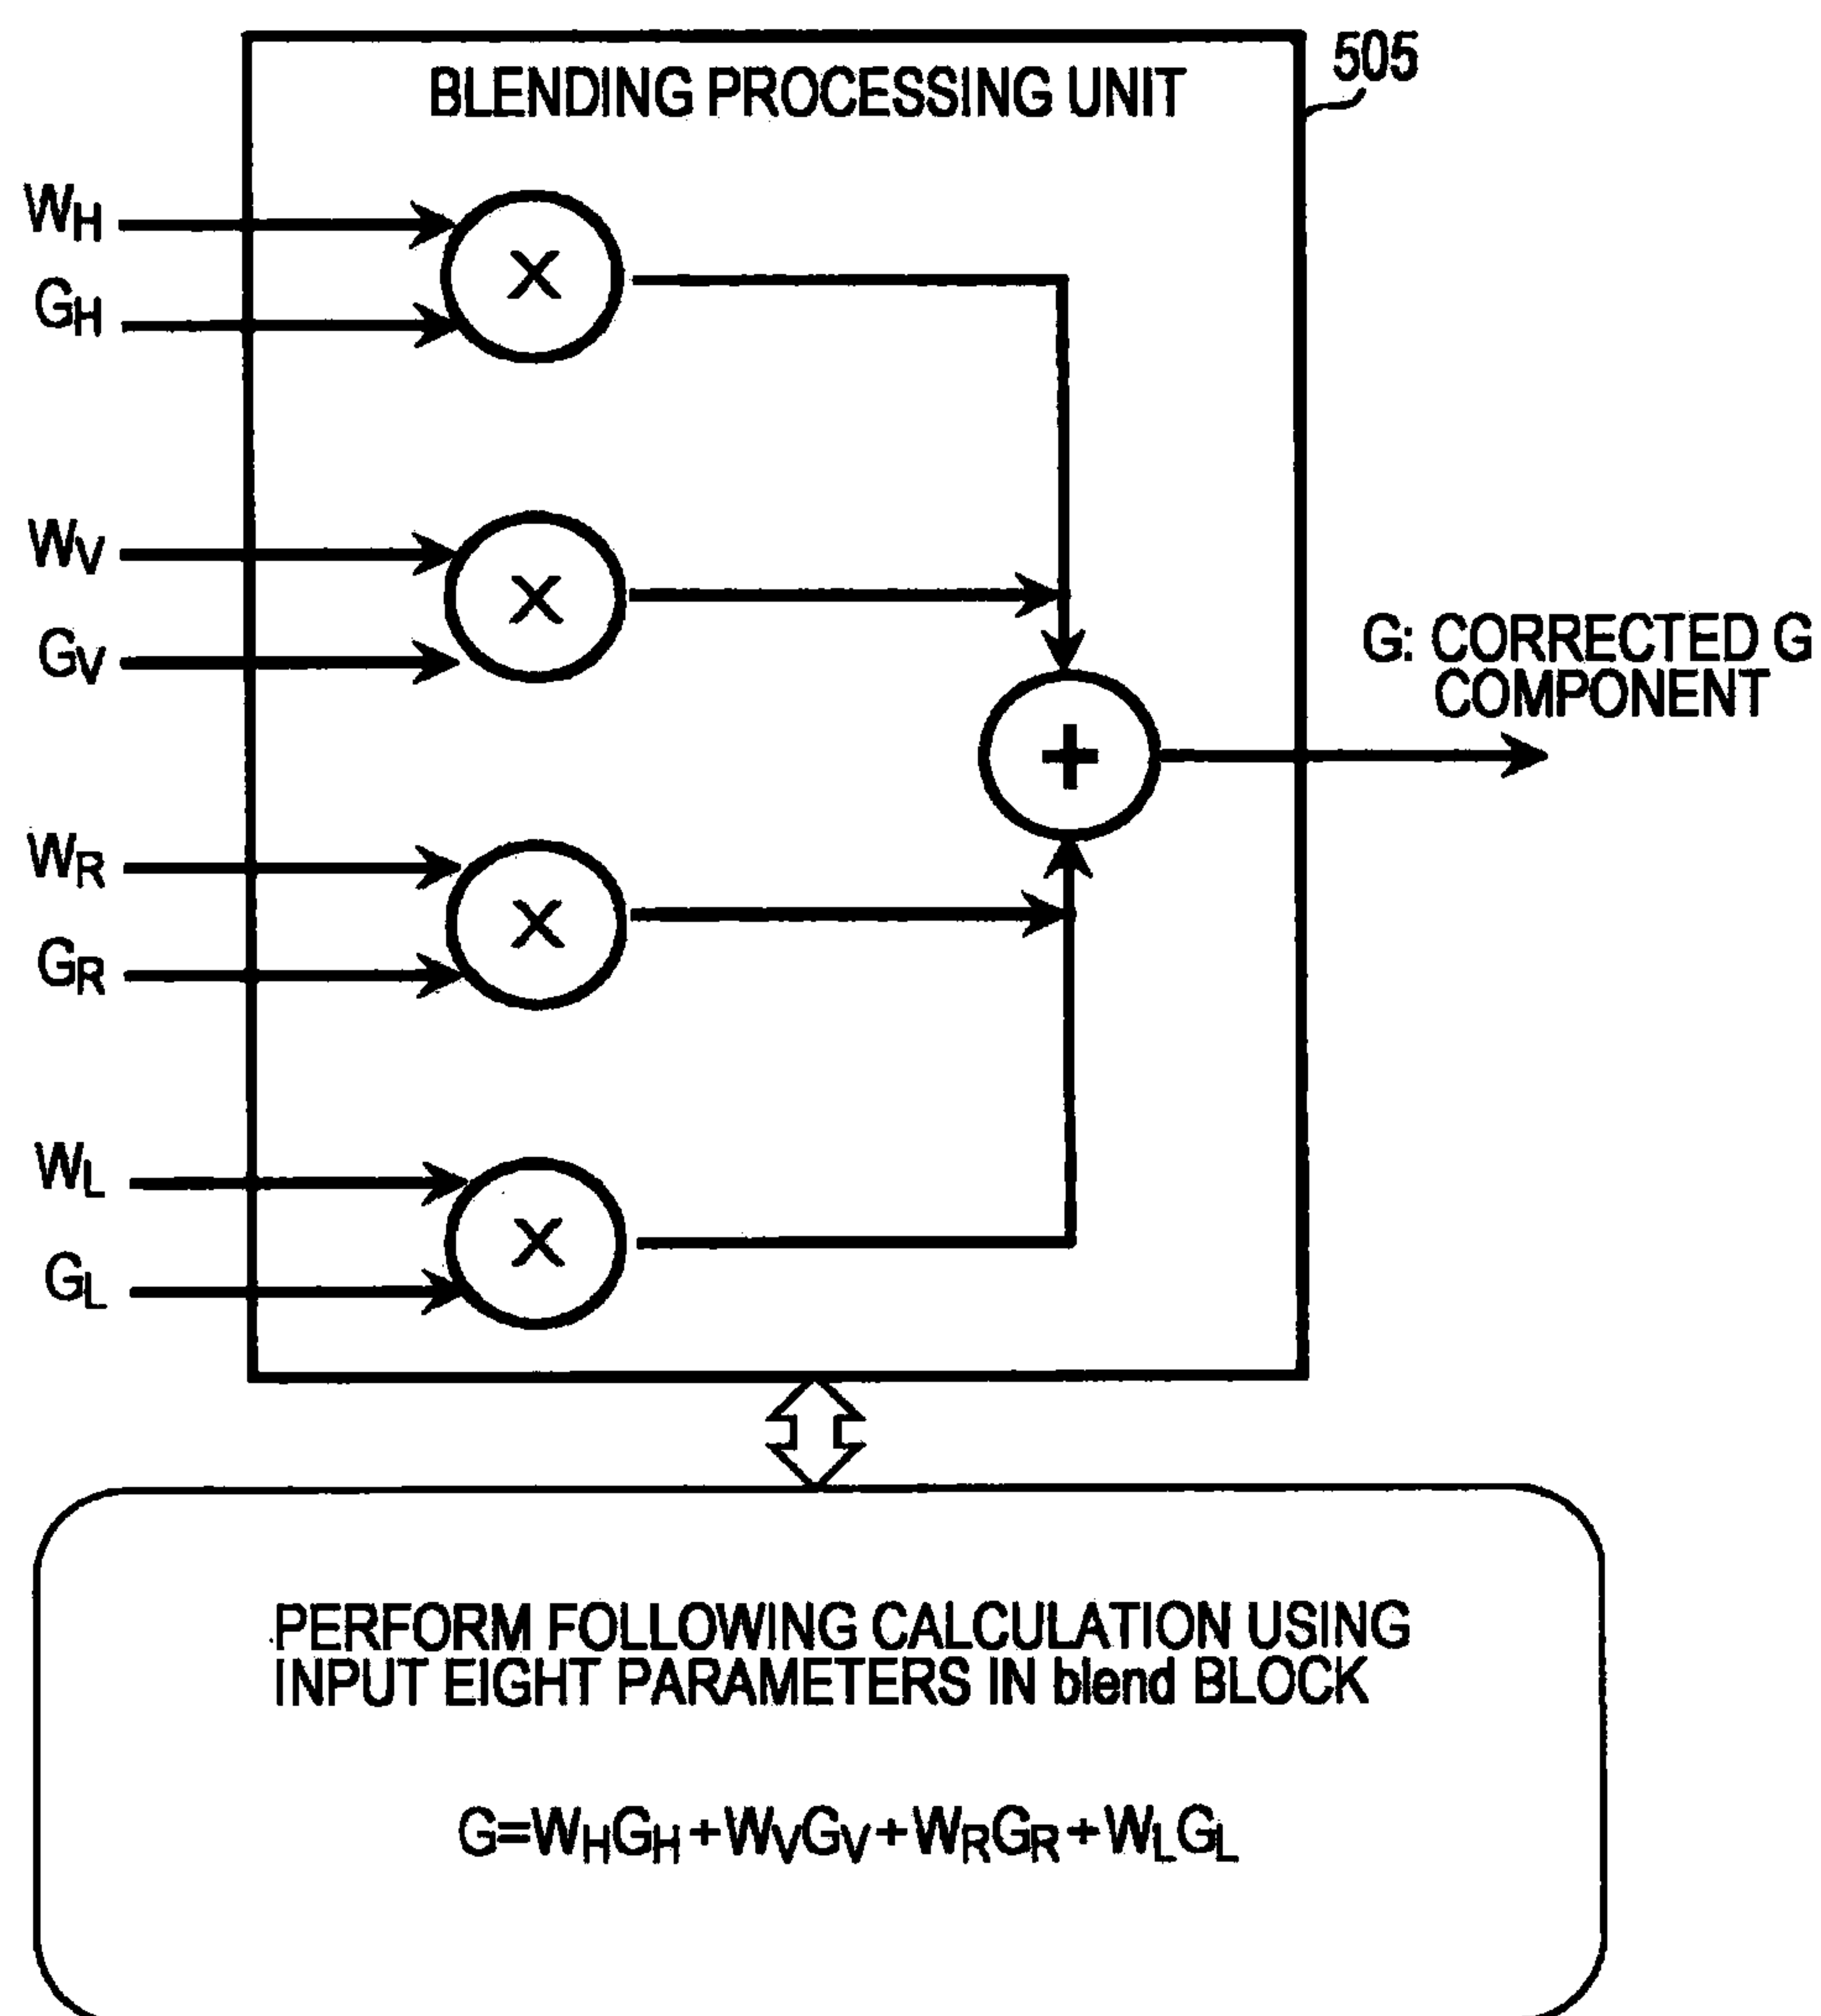 505
BLENDING PROCESSING UNIT
WH
GH
×
WV
GV
×
G: CORRECTED G
COMPONENT
+
WR
GR
×
WL
GL
×
PERFORM FOLLOWING CALCULATION USING
INPUT EIGHT PARAMETERS IN blend BLOCK
G=WHGH+WVGV+WRGR+WLGL